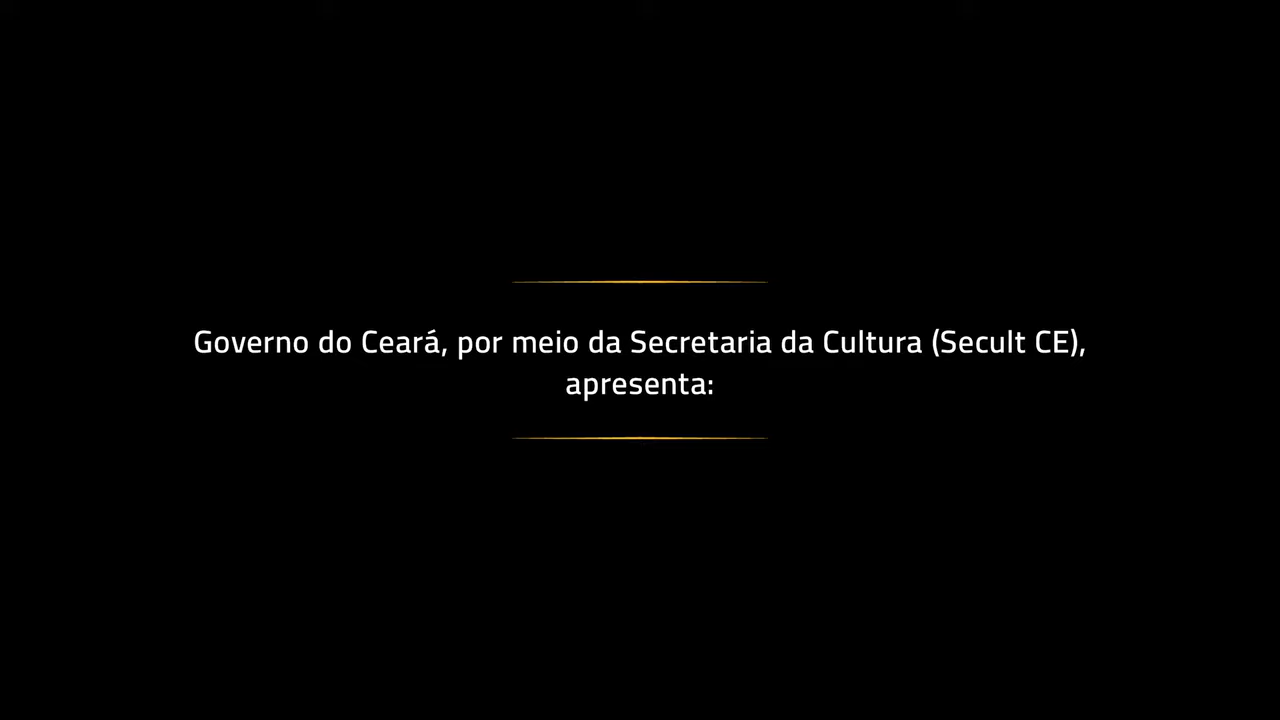 Governo do Ceará, por meio da Secretaria da Cultura (Secult CE),
apresenta: